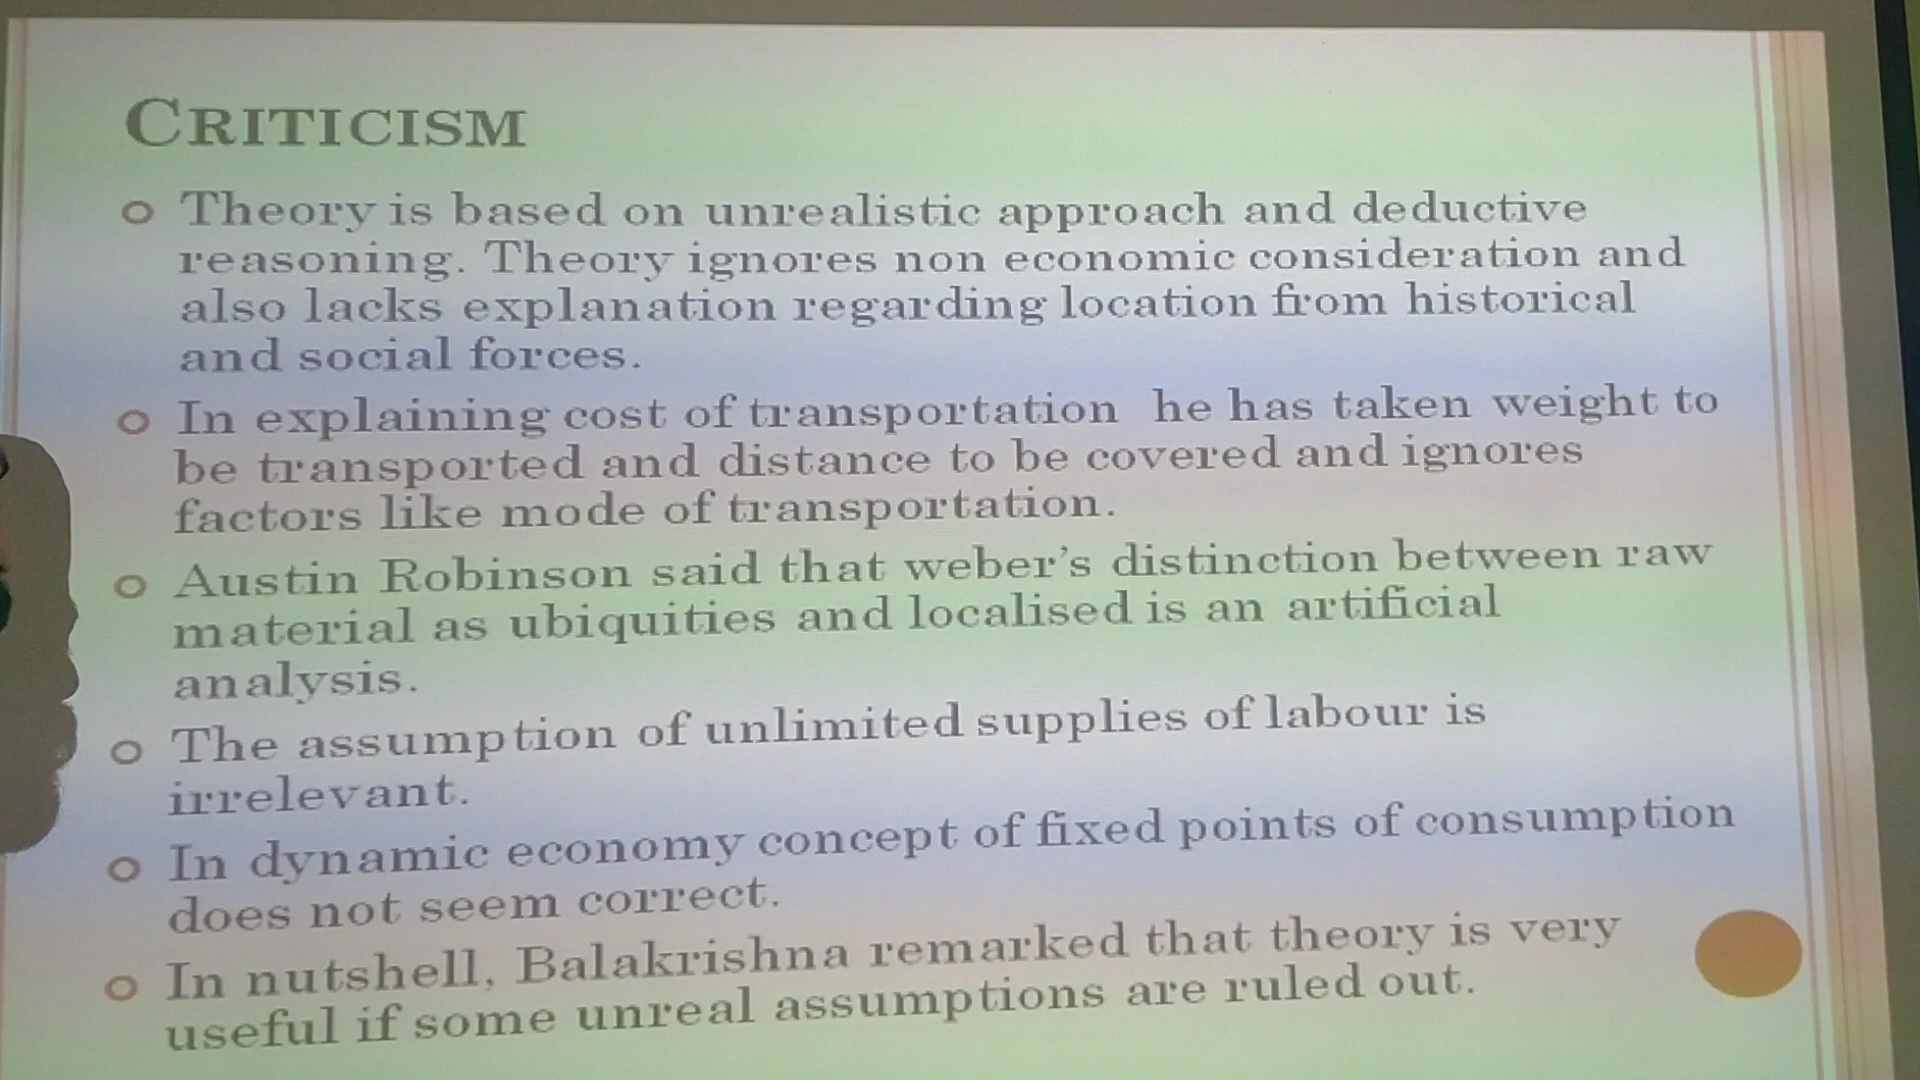 CRITICISM
Theory is based on unrealistic approach and deductive
reasoning. Theory ignores non economic consideration and
also lacks explanation regarding location from historical
and social forces.
In explaining cost of transportation he has taken weight to
be transported and distance to be covered and ignores
factors like mode of transportation.
Austin Robinson said that weber's distinction between raw
material as ubiquities and localised is an artificial
analysis.
The assumption of unlimited supplies of labour is
irrelevant.
In dynamic economy concept of fixed points of consumption
does not seem correct.
In nutshell, Balakrishna remarked that theory is very
useful if some unreal assumptions are ruled out.